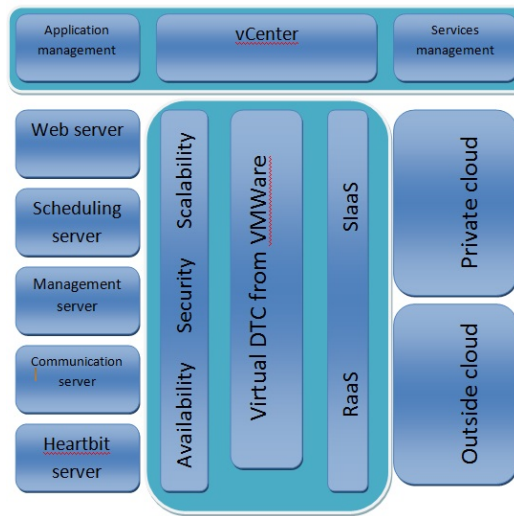 Application
management
vCenter
Services
management
Web server
Scheduling
server
Management
server
Communication
server
Heartbit
server
Availability Security Scalability
Virtual DTC from VMWare
RaaS SIaaS
Private cloud
Outside cloud